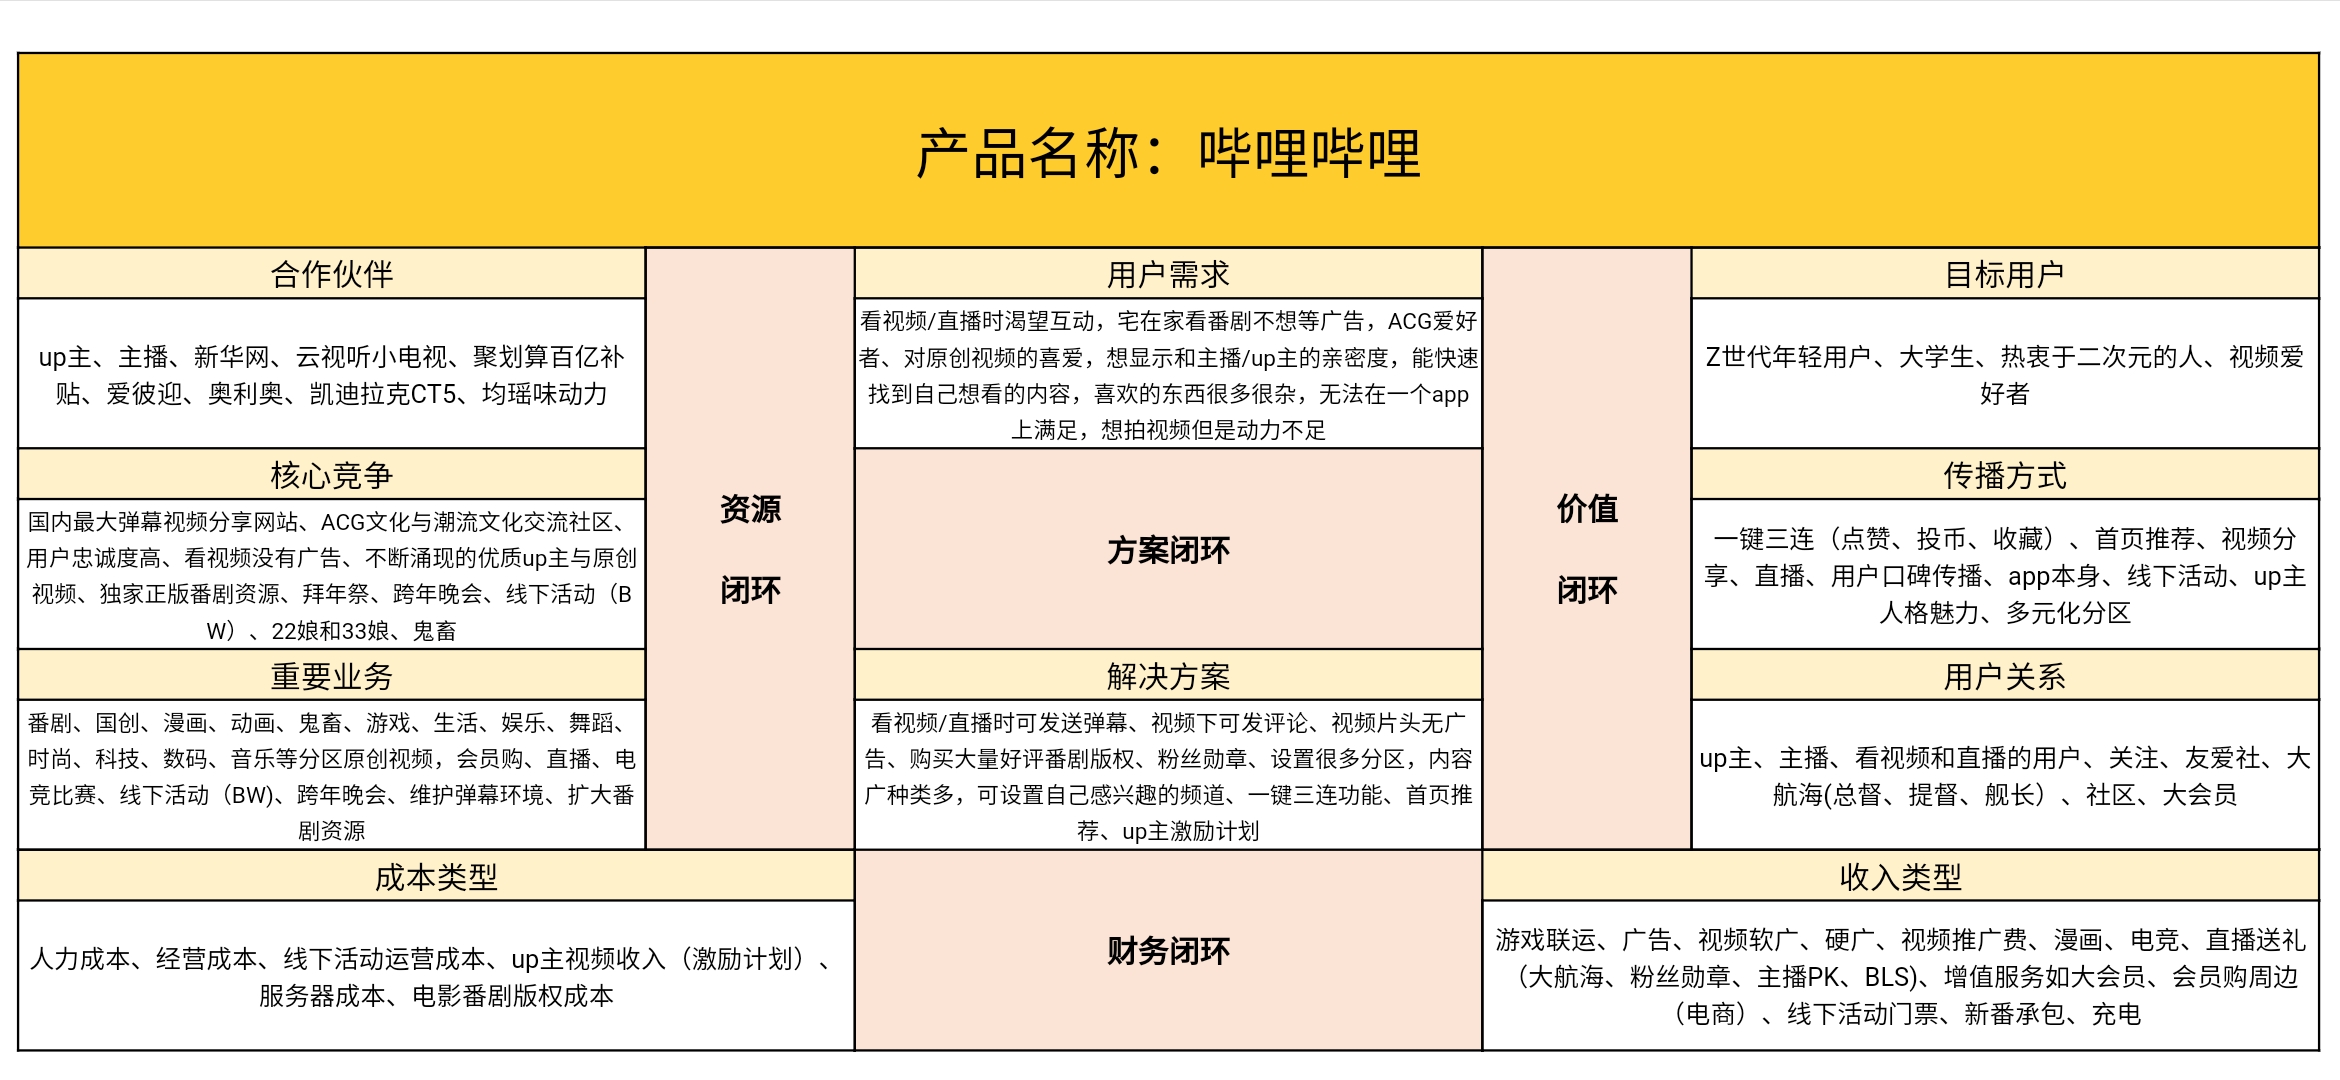 产品名称：哔哩哔哩
合作伙伴
up主、主播、新华网、云视听小电视、聚划算百亿补
贴、爱彼迎、奥利奥、凯迪拉克CT5、均瑶味动力
核心竞争
国内最大弹幕视频分享网站、ACG文化与潮流文化交流社区、
用户忠诚度高、看视频没有广告、不断涌现的优质up主与原创
视频、独家正版番剧资源、拜年祭、跨年晚会、线下活动（B
W）、22娘和33娘、鬼畜
重要业务
番剧、国创、漫画、动画、鬼畜、游戏、生活、娱乐、舞蹈、
时尚、科技、数码、音乐等分区原创视频，会员购、直播、电
竞比赛、线下活动（BW)、跨年晚会、维护弹幕环境、扩大番
剧资源
资源
闭环
用户需求
看视频/直播时渴望互动，宅在家看番剧不想等广告，ACG爱好
者、对原创视频的喜爱，想显示和主播/up主的亲密度，能快速
找到自己想看的内容，喜欢的东西很多很杂，无法在一个app
上满足，想拍视频但是动力不足
方案闭环
解决方案
看视频/直播时可发送弹幕、视频下可发评论、视频片头无广
告、购买大量好评番剧版权、粉丝勋章、设置很多分区，内容
广种类多，可设置自己感兴趣的频道、一键三连功能、首页推
荐、up主激励计划
价值
闭环
目标用户
Z世代年轻用户、大学生、热衷于二次元的人、视频爱
好者
传播方式
一键三连（点赞、投币、收藏）、首页推荐、视频分
享、直播、用户口碑传播、app本身、线下活动、up主
人格魅力、多元化分区
用户关系
up主、主播、看视频和直播的用户、关注、友爱社、大
航海(总督、提督、舰长）、社区、大会员
成本类型
人力成本、经营成本、线下活动运营成本、up主视频收入（激励计划）、
服务器成本、电影番剧版权成本
财务闭环
收入类型
游戏联运、广告、视频软广、硬广、视频推广费、漫画、电竞、直播送礼
（大航海、粉丝勋章、主播PK、BLS)、增值服务如大会员、会员购周边
（电商）、线下活动门票、新番承包、充电